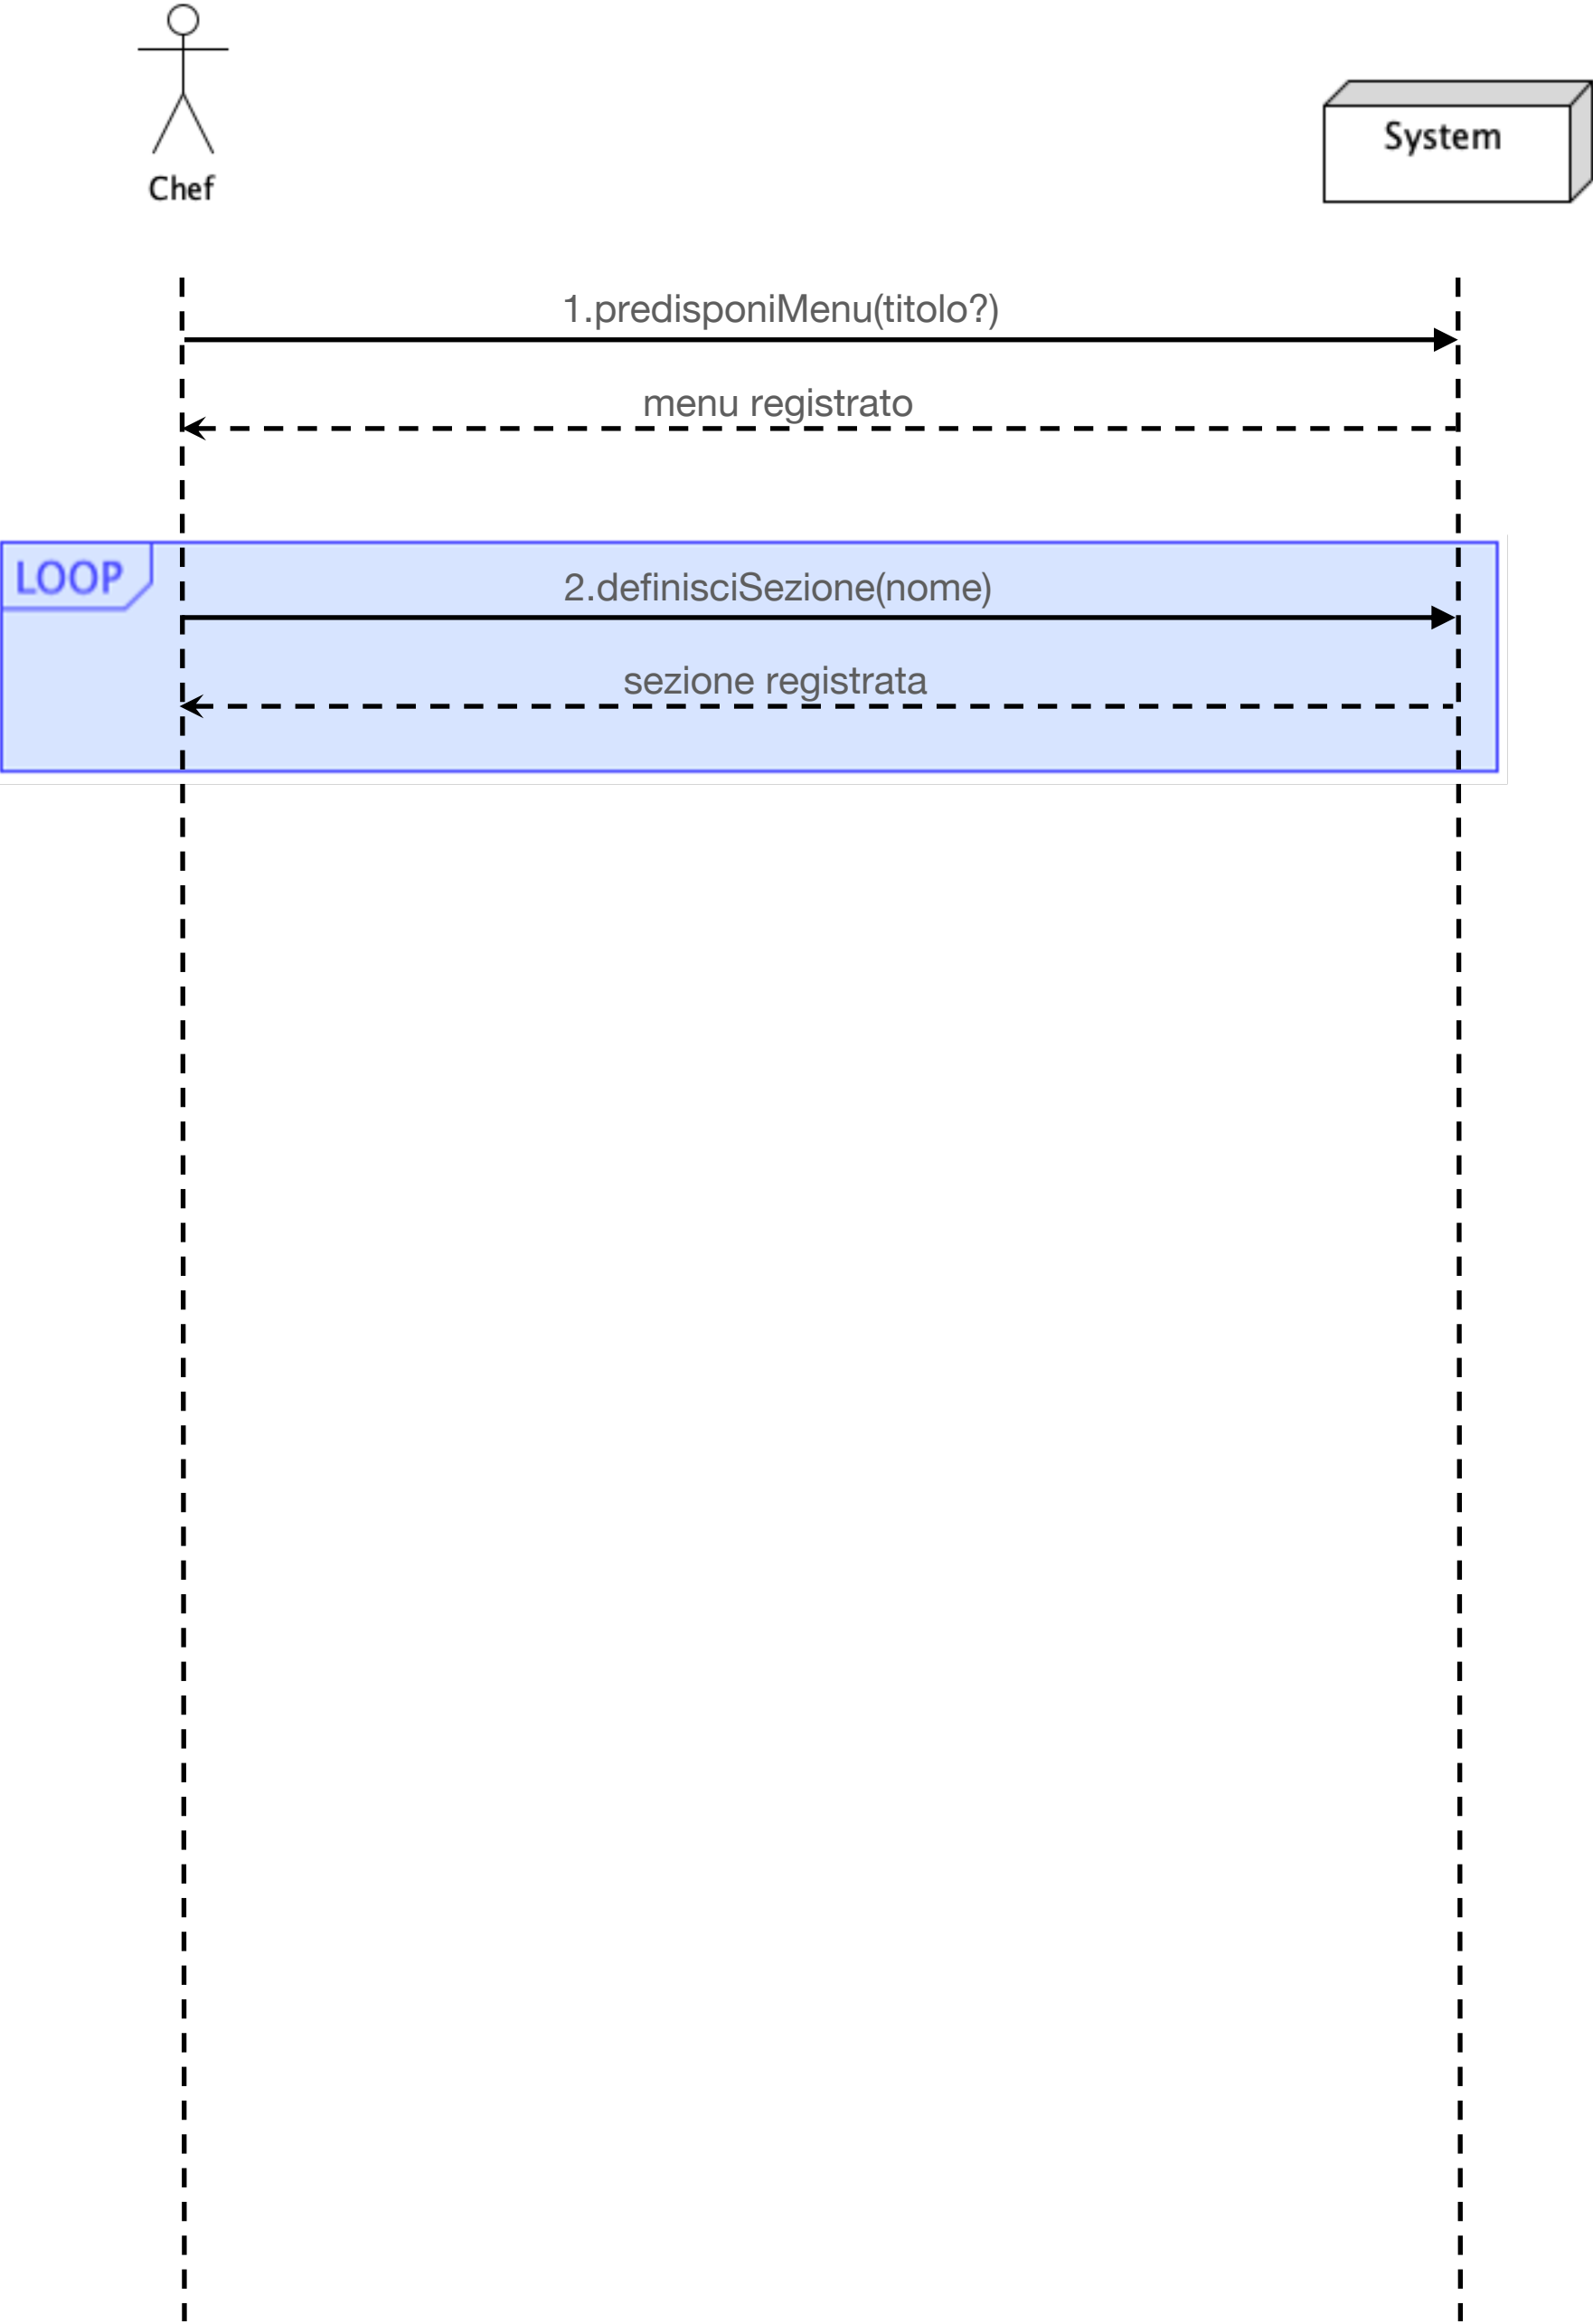 Chef
System
1.predisponiMenu(titolo?)
menu registrato
LOOP
2.definisciSezione(nome)
sezione registrata